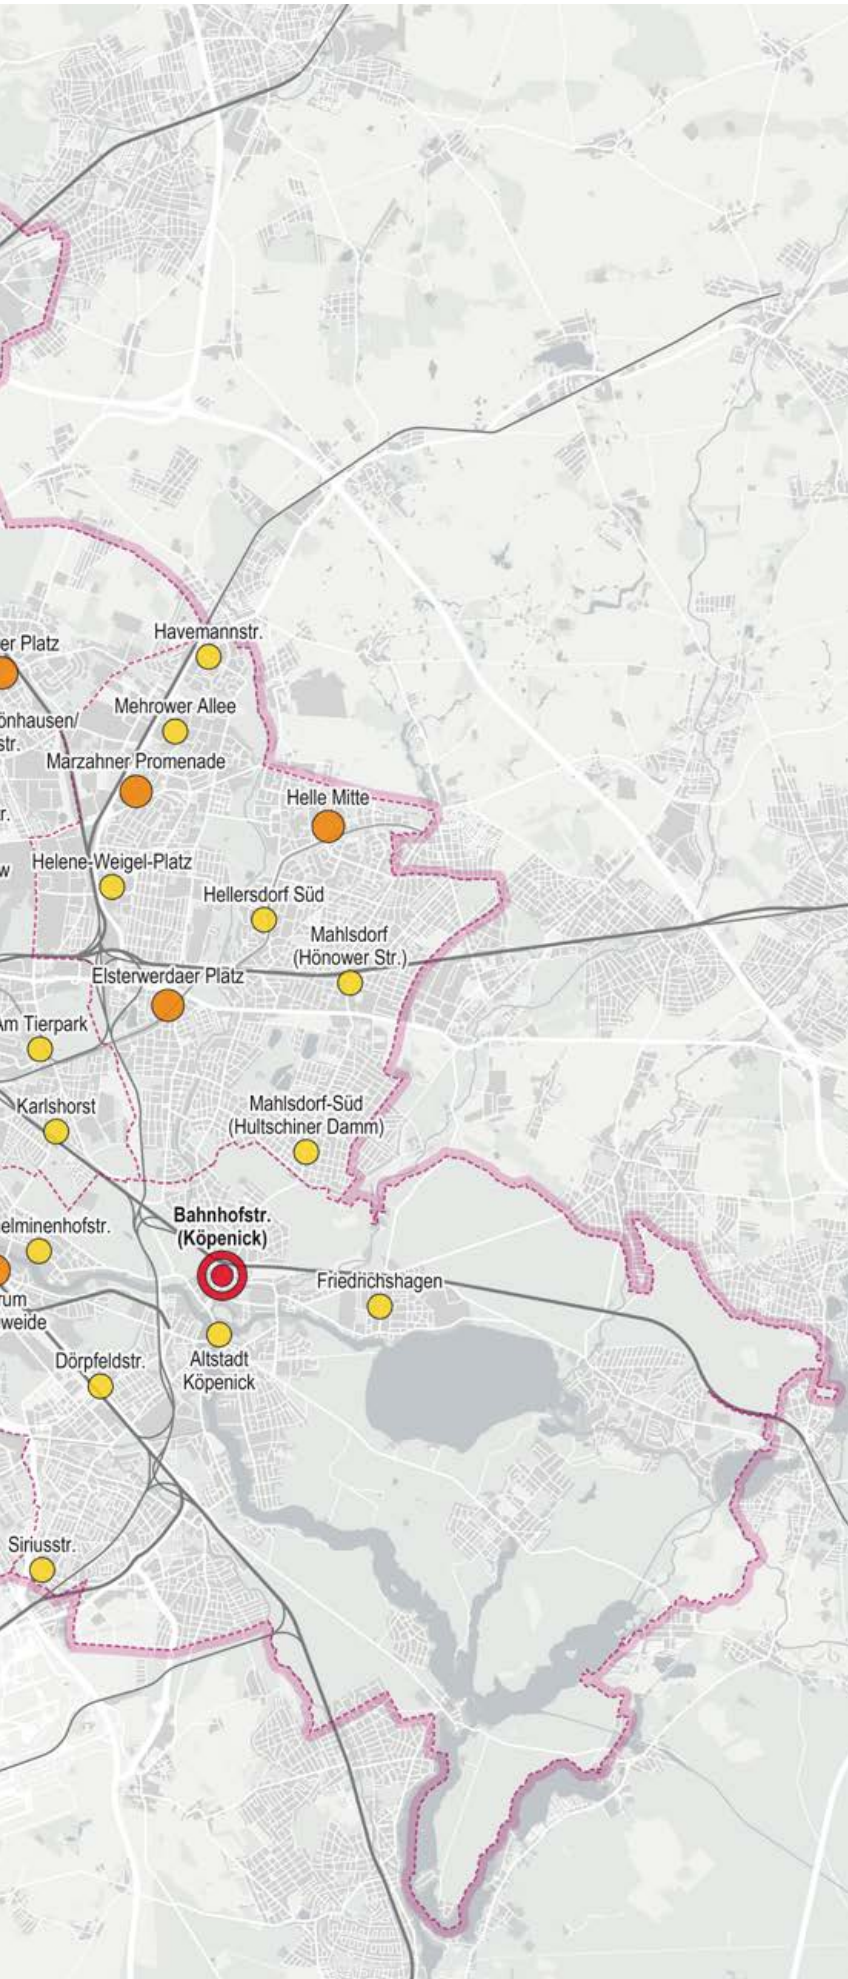 Havemannstr.
er Platz
Mehrower Allee
önhausen/
str.
Marzahner Promenade
Helle Mitte
r.
Helene-Weigel-Platz
w
Hellersdorf Süd
Mahlsdorf
(Hönower Str.)
Elsterwerdaer Platz
Am Tierpark
Karlshorst
Mahlsdorf-Süd
(Hultschiner Damm)
Bahnhofstr.
(Köpenick)
elminenhofstr.
Friedrichshagen
rum
weide
Dörpfeldstr.
Altstadt
Köpenick
Siriusstr.